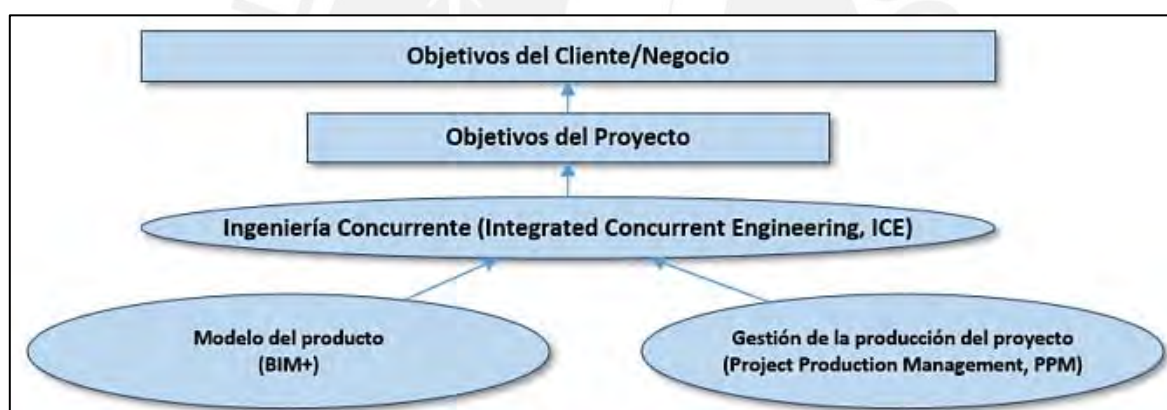 Objetivos del Cliente/Negocio
Objetivos del Proyecto
Ingeniería Concurrente (Integrated Concurrent Engineering, ICE)
Modelo del producto
(BIM+)
Gestión de la producción del proyecto
(Project Production Management, PPM)